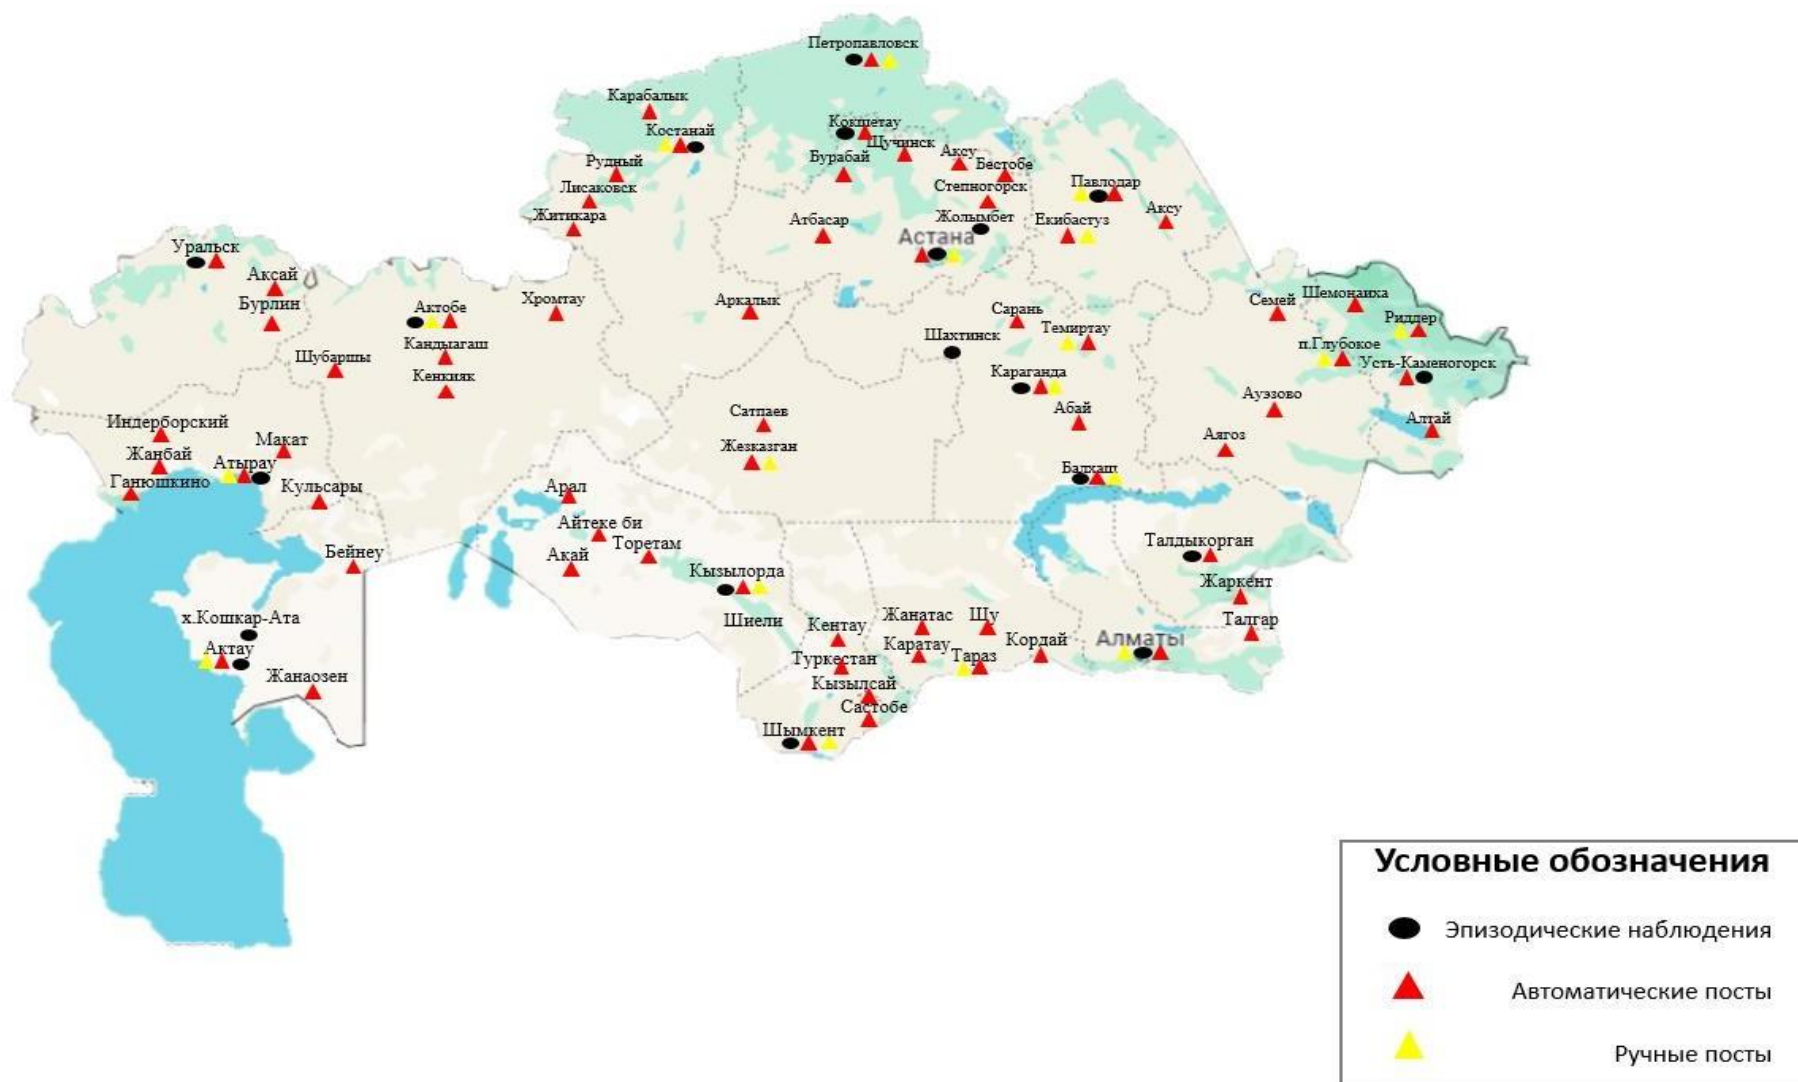 Петропавловск
Карабалык
Костанай
Кокшетау
Щучинск
Рудный
Бурабай
Аксу
Бестобе
Лисаковск
Степногорск
Павлодар
Житикара
Атбасар
Жолымбет
Екибастуз
Аксу
Астана
Уральск
Аксай
Бурлин
Актобе
Хромтау
Аркалык
Сарань
Семей
Шемонаиха
Риддер
Кандыагаш
Шахтинск
Темиртау
п.Глубокое
Шубаршы
Кенкияк
Караганда
Усть-Каменогорск
Ауэзово
Сатпаев
Абай
Алтай
Индерборский
Макат
Жезказган
Аягоз
Жанбай
Атырау
Балхаш
Ганюшкино
Кульсары
Арал
Айтеке би
Талдыкорган
Бейнеу
Акай
Торетам
Кызылорда
Жаркент
х.Кошкар-Ата
Шиели
Кентау
Жанатас
Шу
Талгар
Актау
Каратау
Кордай
Алматы
Жанаозен
Туркестан
Тараз
Кызылсай
Састобе
Шымкент
Условные обозначения
Эпизодические наблюдения
Автоматические посты
Ручные посты